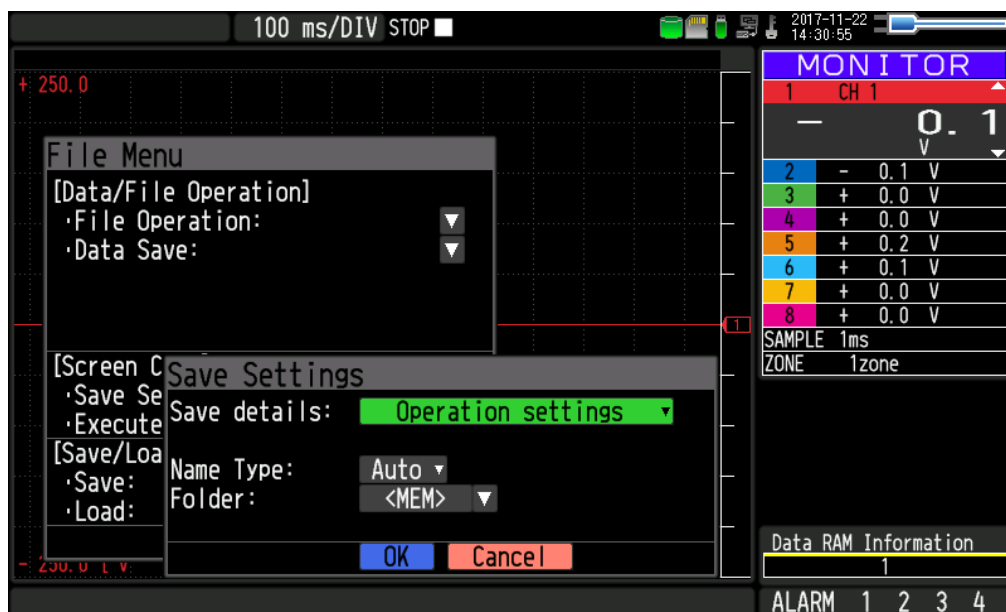 100 ms/DIV STOP
2017-11-22
14:30:55
+ 250.0
MONITOR
1 CH 1
- 0. 1
V
2 - 0.1 V
3 + 0.0 V
4 + 0.0 V
5 + 0.2 V
6 + 0.1 V
7 + 0.0 V
8 + 0.0 V
SAMPLE 1ms
ZONE 1zone
File Menu
[Data/File Operation]
·File Operation:
·Data Save:
1
[Screen C
·Save Se
·Execute
[Save/Loa
·Save:
·Load:
Save Settings
Save details: Operation settings
Name Type: Auto
Folder: <MEM>
OK Cancel
- 250.0 [ V
Data RAM Information
1
ALARM 1 2 3 4